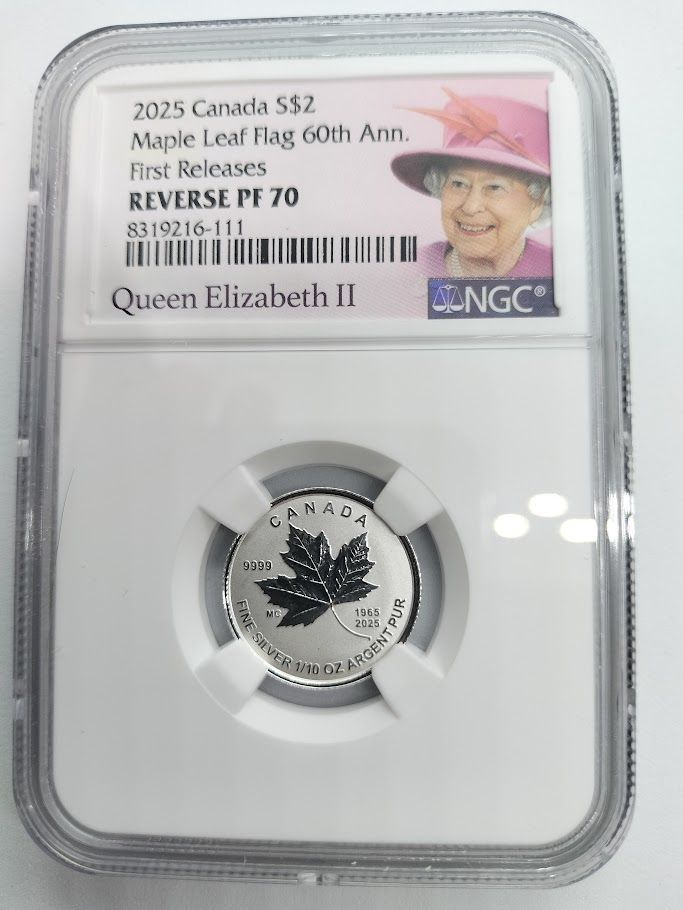 2025 Canada S$2
Maple Leaf Flag 60th Ann.
First Releases
REVERSE PF 70
8319216-111
Queen Elizabeth II
NGC®
CANADA
9999
MC
1965
2025
FINE SILVER 1/10 OZ ARGENT PUR